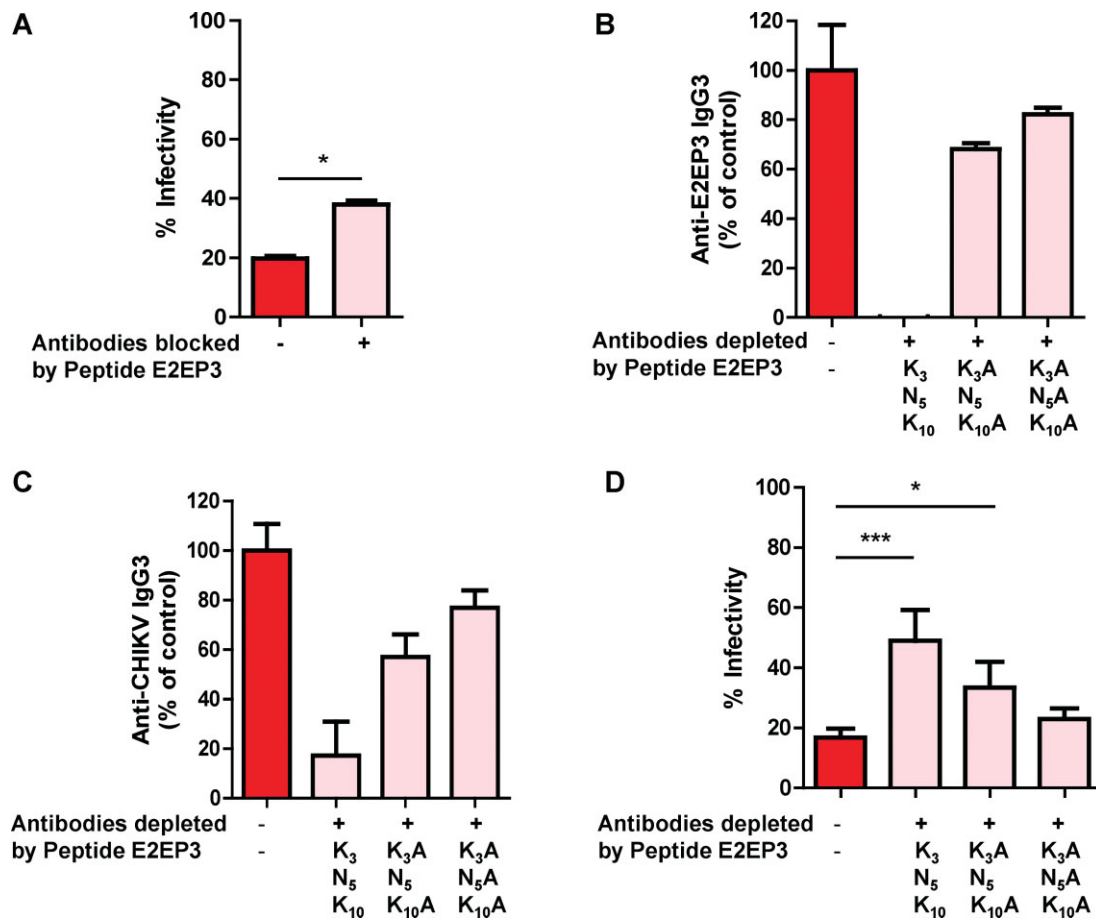 A
% Infectivity
100
80
60
40
20
0
*
Antibodies blocked - +
by Peptide E2EP3
B
Anti-E2EP3 IgG3
(% of control)
120
100
80
60
40
20
0
Antibodies depleted - + + +
by Peptide E2EP3 - K3 K3A K3A
N5 N5 N5A
K10 K10A K10A
C
Anti-CHIKV IgG3
(% of control)
120
100
80
60
40
20
0
Antibodies depleted - + + +
by Peptide E2EP3 - K3 K3A K3A
N5 N5 N5A
K10 K10A K10A
D
% Infectivity
100
80
60
40
20
0
*
***
Antibodies depleted - + + +
by Peptide E2EP3 - K3 K3A K3A
N5 N5 N5A
K10 K10A K10A